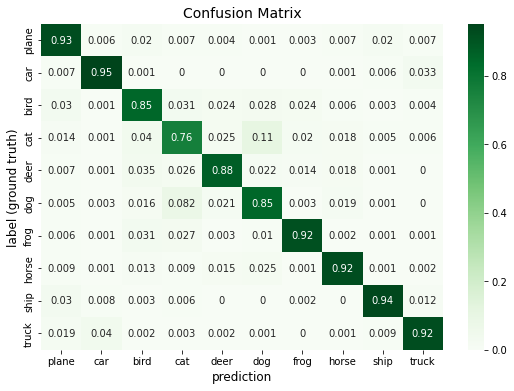 Confusion Matrix
plane 0.93 0.006 0.02 0.007 0.004 0.001 0.003 0.007 0.02 0.007
car 0.007 0.95 0.001 0 0 0 0 0.001 0.006 0.033
bird 0.03 0.001 0.85 0.031 0.024 0.028 0.024 0.006 0.003 0.004
cat 0.014 0.001 0.04 0.76 0.025 0.11 0.02 0.018 0.005 0.006
deer 0.007 0.001 0.035 0.026 0.88 0.022 0.014 0.018 0.001 0
dog 0.005 0.003 0.016 0.082 0.021 0.85 0.003 0.019 0.001 0
frog 0.006 0.001 0.031 0.027 0.003 0.01 0.92 0.002 0.001 0.001
horse 0.009 0.001 0.013 0.009 0.015 0.025 0.001 0.92 0.001 0.002
ship 0.03 0.008 0.003 0.006 0 0 0.002 0 0.94 0.012
truck 0.019 0.04 0.002 0.003 0.002 0.001 0 0.001 0.009 0.92
plane car bird cat deer dog frog horse ship truck
prediction
label (ground truth)
0.8
0.6
0.4
0.2
0.0